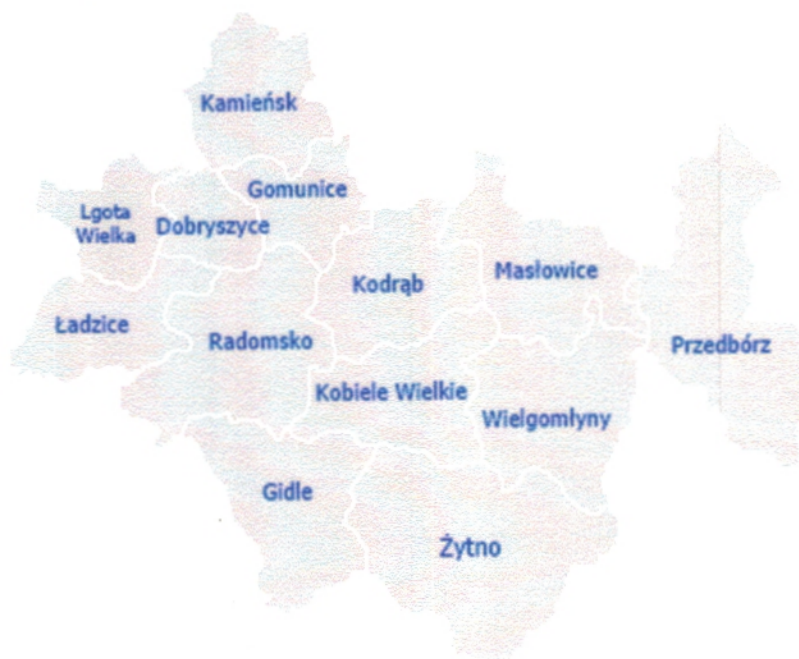 Kamieńsk
Gomunice
Lgota
Wielka
Dobryszyce
Kodrąb
Masłowice
Ładzice
Radomsko
Przedbórz
Kobiele Wielkie
Wielgomłyny
Gidle
Żytno